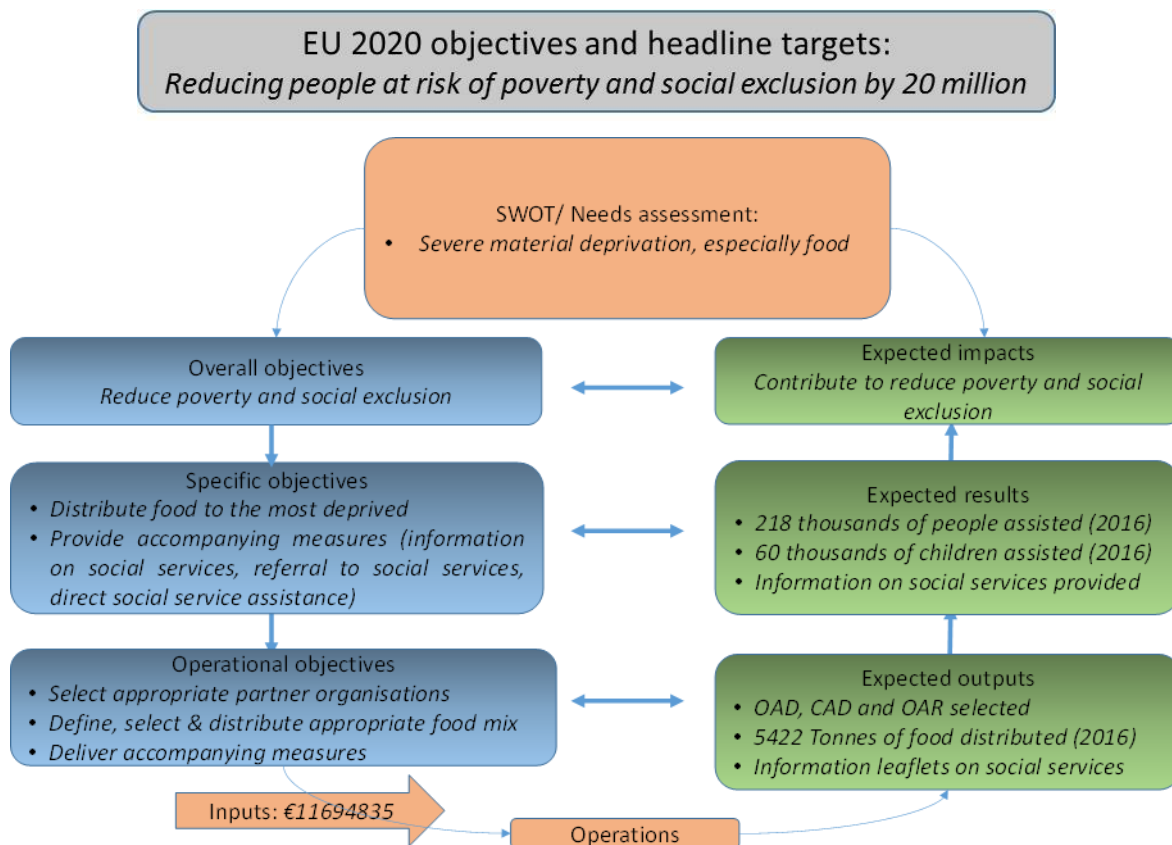 EU 2020 objectives and headline targets:
Reducing people at risk of poverty and social exclusion by 20 million
SWOT/ Needs assessment:
• Severe material deprivation, especially food
Overall objectives
Reduce poverty and social exclusion
Expected impacts
Contribute to reduce poverty and social
exclusion
Specific objectives
• Distribute food to the most deprived
• Provide accompanying measures (information
on social services, referral to social services,
direct social service assistance)
Expected results
• 218 thousands of people assisted (2016)
• 60 thousands of children assisted (2016)
• Information on social services provided
Operational objectives
• Select appropriate partner organisations
• Define, select & distribute appropriate food mix
• Deliver accompanying measures
Expected outputs
• OAD, CAD and OAR selected
• 5422 Tonnes of food distributed (2016)
• Information leaflets on social services
Inputs: €11694835
Operations